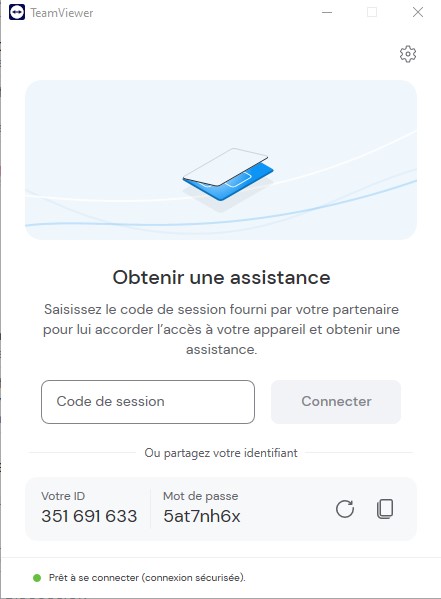 TeamViewer
Obtenir une assistance
Saisissez le code de session fourni par votre partenaire
pour lui accorder l'accès à votre appareil et obtenir une
assistance.
Code de session
Connecter
Ou partagez votre identifiant
Votre ID
Mot de passe
351 691 633
5at7nh6x
Prêt à se connecter (connexion sécurisée).